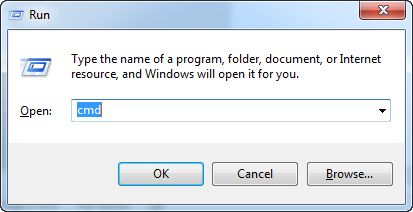 Run
Type the name of a program, folder, document, or Internet
resource, and Windows will open it for you.
Open: cmd
OK Cancel Browse...